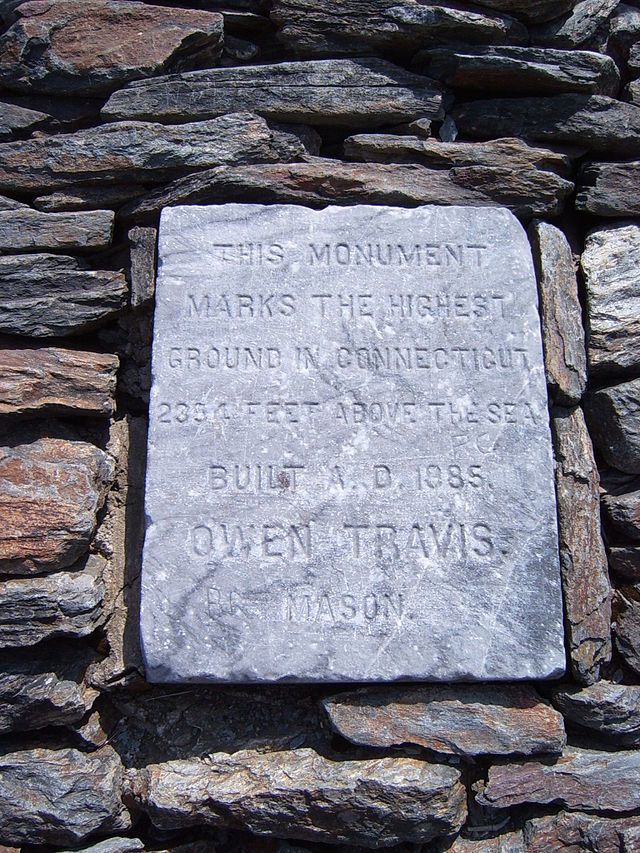 THIS MONUMENT
MARKS THE HIGHEST
GROUND IN CONNECTICUT
2354 FEET ABOVE THE SEA
BUILT A. D. 1885.
OWEN TRAVIS.
MASON.